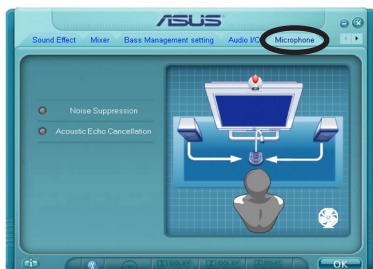 ASUS
Sound Effect Mixer Bass Management setting Audio I/O Microphone
Noise Suppression
Acoustic Echo Cancellation
OK